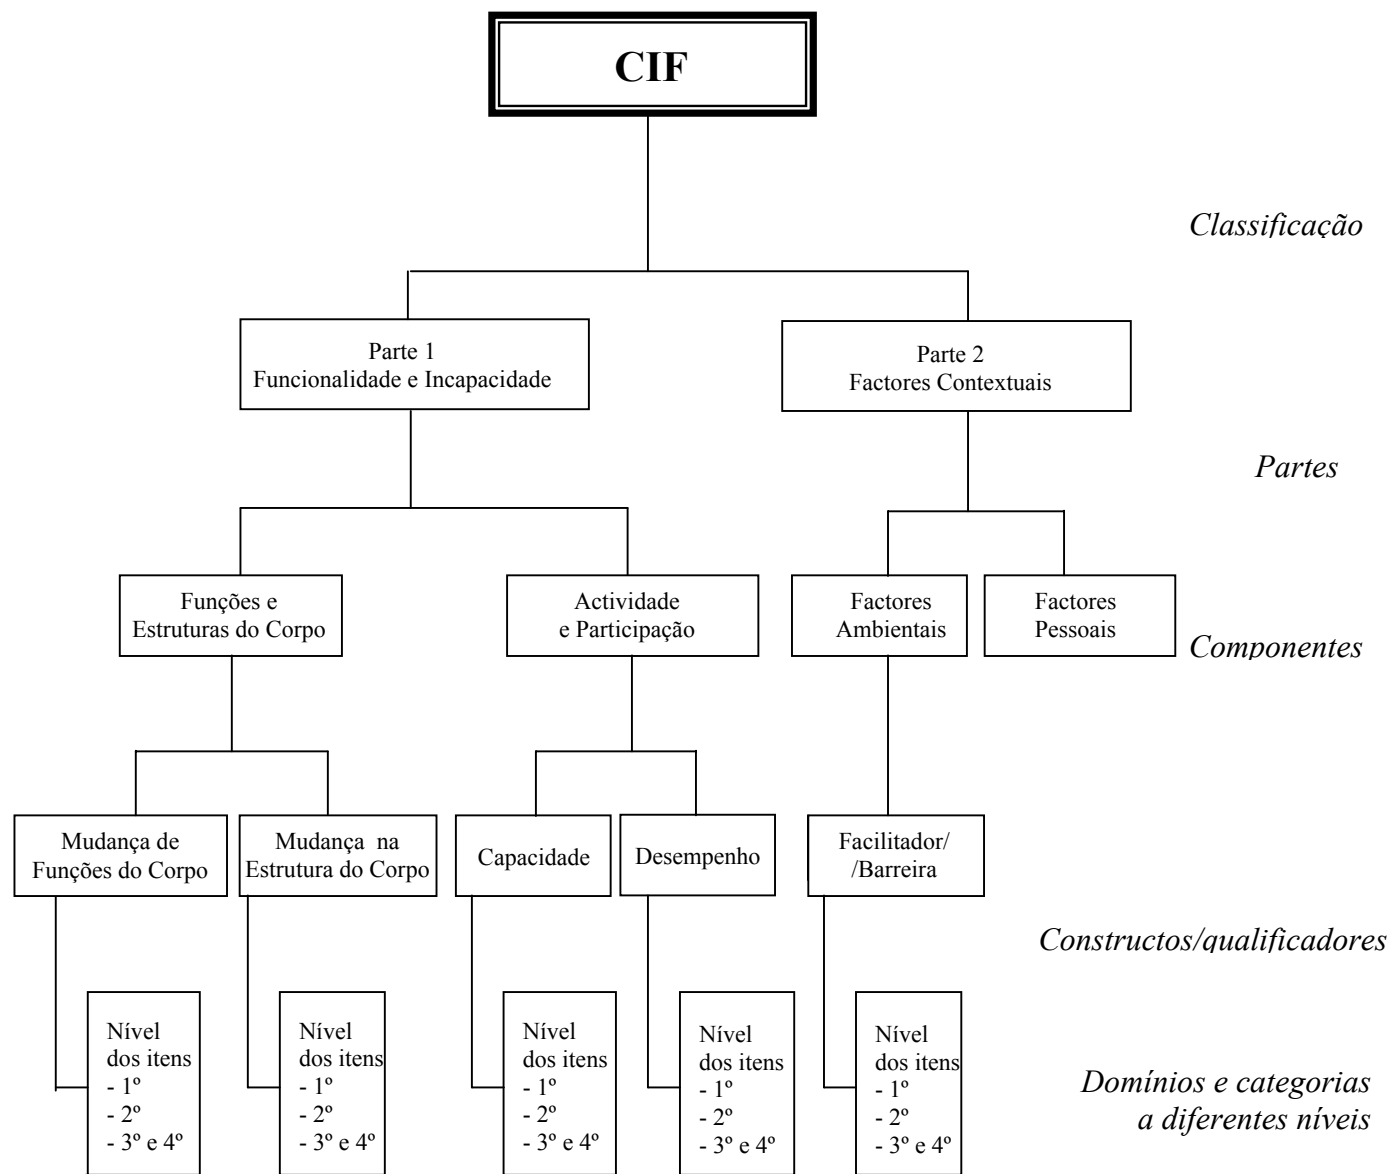 CIF
Classificação
Parte 1
Funcionalidade e Incapacidade
Parte 2
Factores Contextuais
Partes
Funções e
Estruturas do Corpo
Actividade
e Participação
Factores
Ambientais
Factores
Pessoais
Componentes
Mudança de
Funções do Corpo
Mudança na
Estrutura do Corpo
Capacidade
Desempenho
Facilitador/
/Barreira
Constructos/qualificadores
Nível
dos itens
- 1º
- 2º
- 3º e 4º
Nível
dos itens
- 1º
- 2º
- 3º e 4º
Nível
dos itens
- 1º
- 2º
- 3º e 4º
Nível
dos itens
- 1º
- 2º
- 3º e 4º
Nível
dos itens
- 1º
- 2º
- 3º e 4º
Domínios e categorias
a diferentes níveis